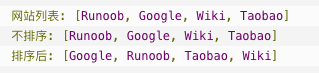 网站列表: [Runoob, Google, Wiki, Taobao]
不排序: [Runoob, Google, Wiki, Taobao]
排序后: [Google, Runoob, Taobao, Wiki]